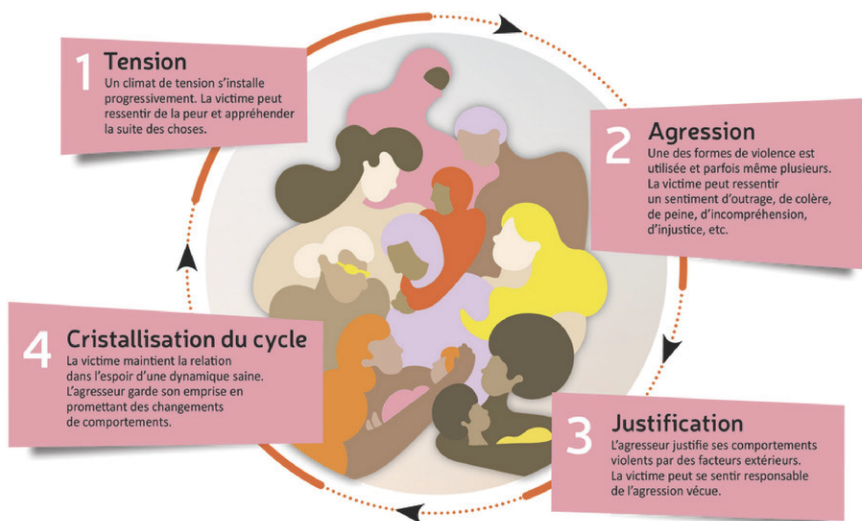 1 Tension
Un climat de tension s'installe
progressivement. La victime peut
ressentir de la peur et appréhender
la suite des choses.
2 Agression
Une des formes de violence est
utilisée et parfois même plusieurs.
La victime peut ressentir
un sentiment d'outrage, de colère,
de peine, d'incompréhension,
d'injustice, etc.
3 Justification
L'agresseur justifie ses comportements
violents par des facteurs extérieurs.
La victime peut se sentir responsable
de l'agression vécue.
4 Cristallisation du cycle
La victime maintient la relation
dans l'espoir d'une dynamique saine.
L'agresseur garde son emprise en
promettant des changements
de comportements.